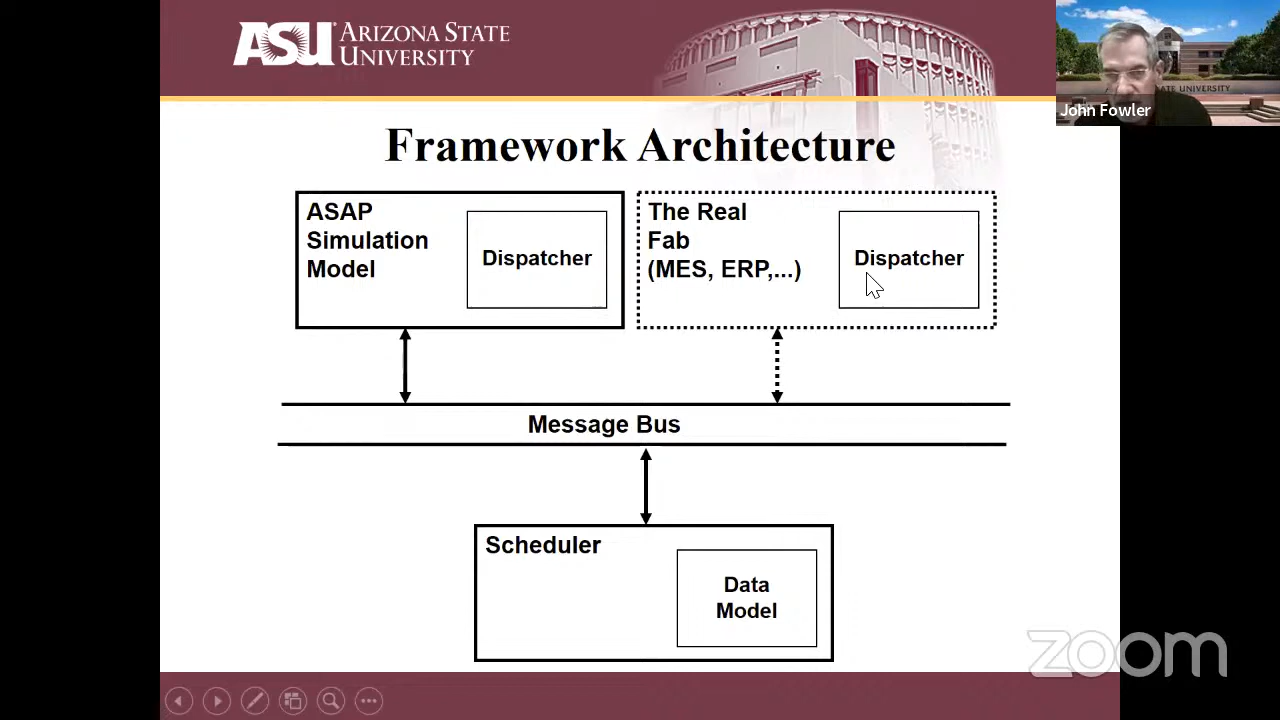 ASU ARIZONA STATE
UNIVERSITY
John Fowler
Framework Architecture
ASAP
Simulation
Model
Dispatcher
The Real
Fab
(MES, ERP,...)
Dispatcher
Message Bus
Scheduler
Data
Model
zoom